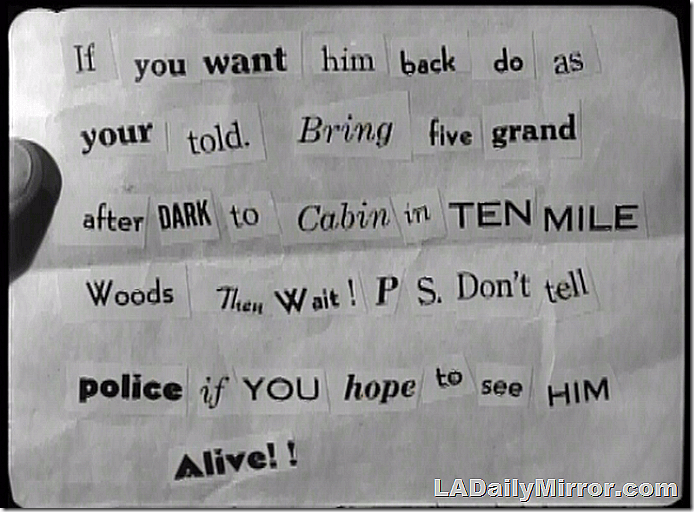 If you want him back do as
your told. Bring five grand
after DARK to Cabin in TEN MILE
Woods Then Wait! P S. Don't tell
police if YOU hope to see HIM
Alive!!
LADailyMirror.com